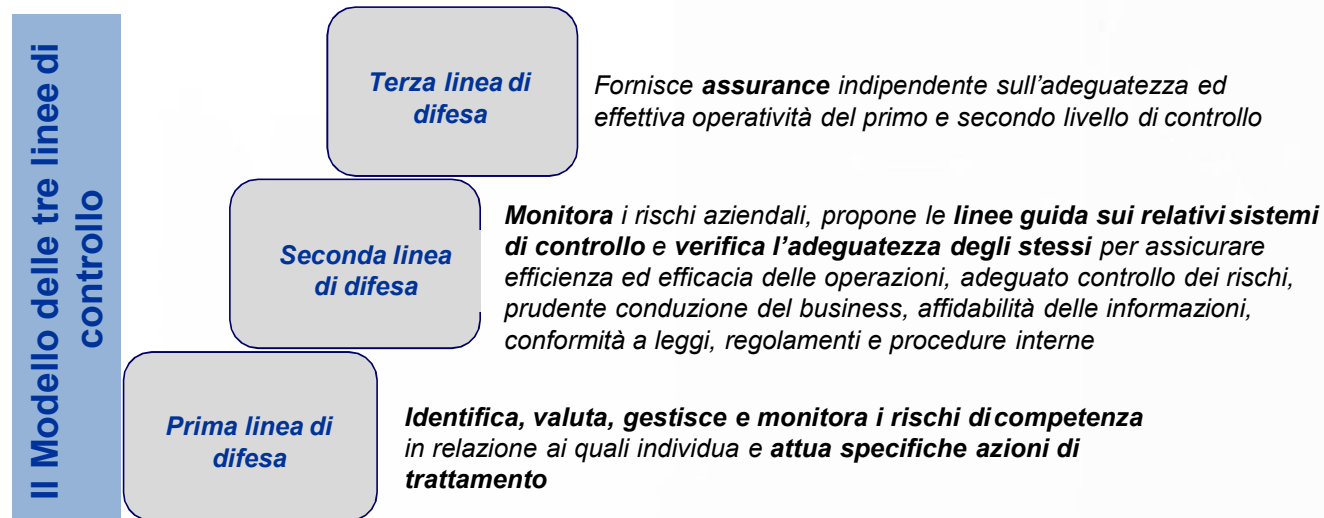 Il Modello delle tre linee di
controllo
Terza linea di
difesa
Fornisce assurance indipendente sull’adeguatezza ed
effettiva operatività del primo e secondo livello di controllo
Seconda linea
di difesa
Monitora i rischi aziendali, propone le linee guida sui relativi sistemi
di controllo e verifica l’adeguatezza degli stessi per assicurare
efficienza ed efficacia delle operazioni, adeguato controllo dei rischi,
prudente conduzione del business, affidabilità delle informazioni,
conformità a leggi, regolamenti e procedure interne
Prima linea di
difesa
Identifica, valuta, gestisce e monitora i rischi di competenza
in relazione ai quali individua e attua specifiche azioni di
trattamento